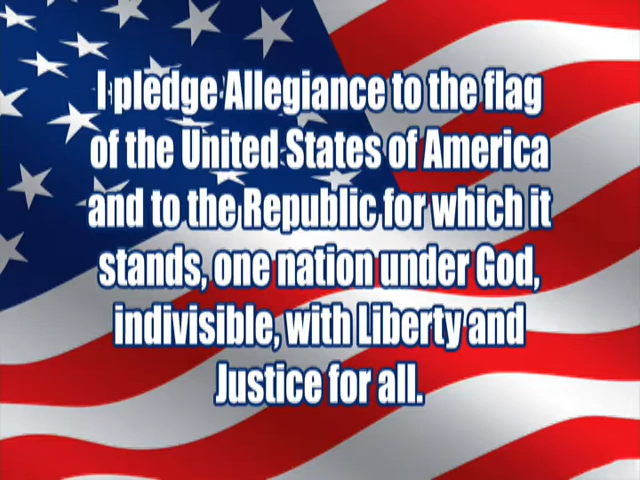 I pledge Allegiance to the flag
of the United States of America
and to the Republic for which it
stands, one nation under God,
indivisible, with Liberty and
Justice for all.